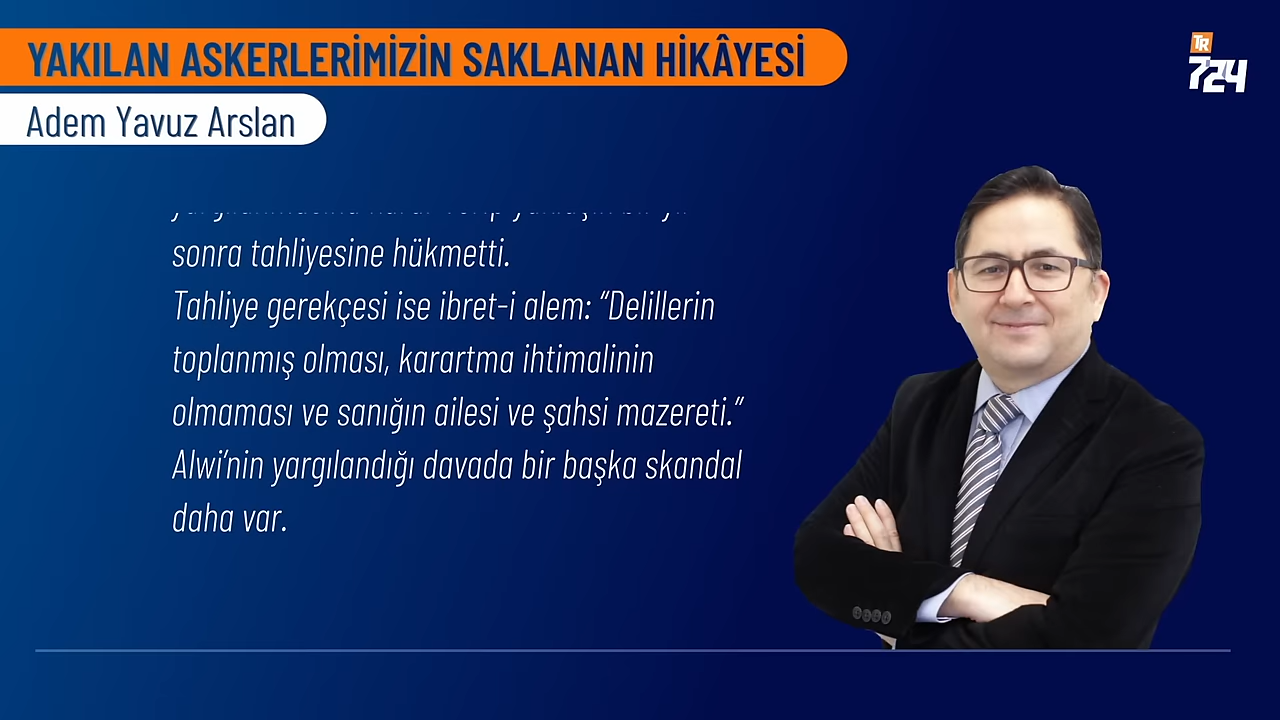 YAKILAN ASKERLERİMİZİN SAKLANAN HİKÂYESİ
TR
724
Adem Yavuz Arslan
sonra tahliyesine hükmetti.
Tahliye gerekçesi ise ibret-i alem: “Delillerin
toplanmış olması, karartma ihtimalinin
olmaması ve sanığın ailesi ve şahsi mazereti.”
Alwi’nin yargılandığı davada bir başka skandal
daha var.